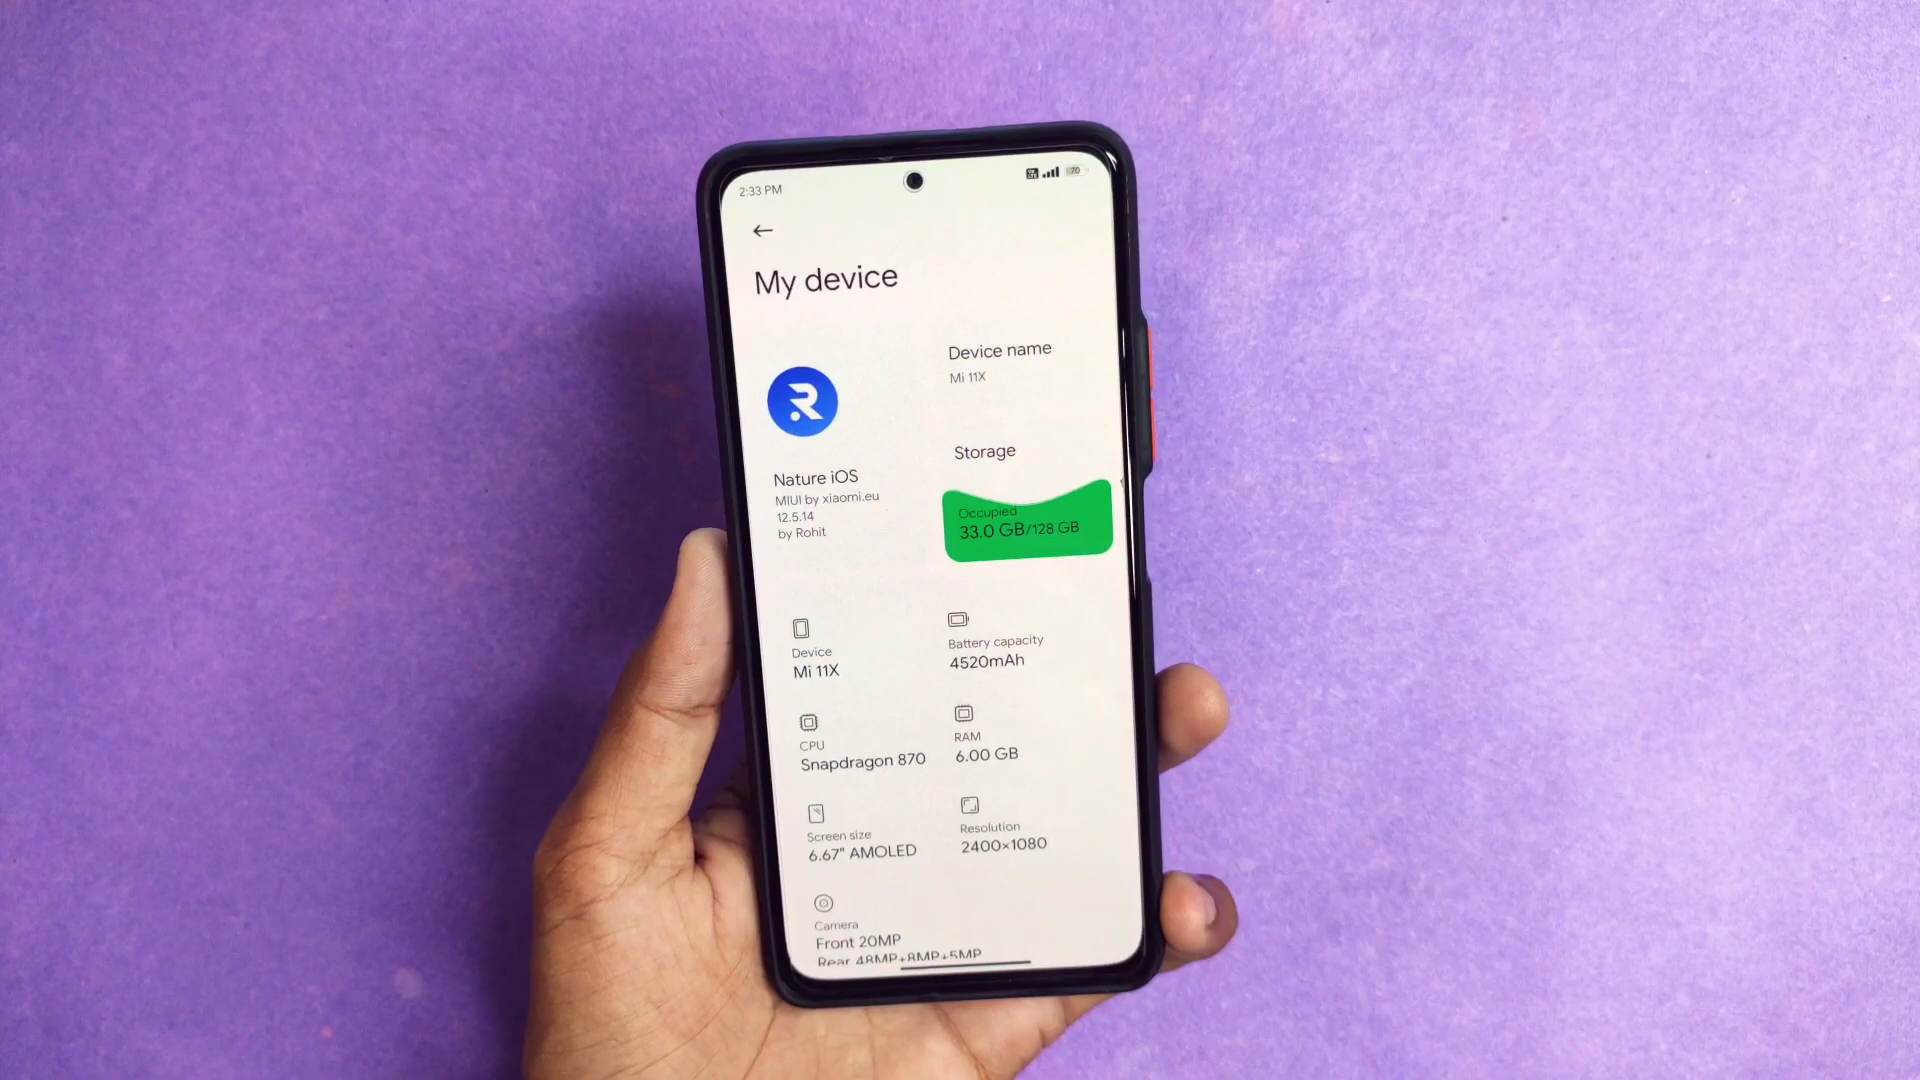 2:33 PM
70
My device
Device name
Mi 11X
Storage
Nature iOS
MIUI by xiaomi.eu
12.5.14
by Rohit
Occupied
33.0 GB/128 GB
Device
Mi 11X
Battery capacity
4520mAh
CPU
Snapdragon 870
RAM
6.00 GB
Screen size
6.67" AMOLED
Resolution
2400×1080
Camera
Front 20MP
Rear 48MP+8MP+5MP